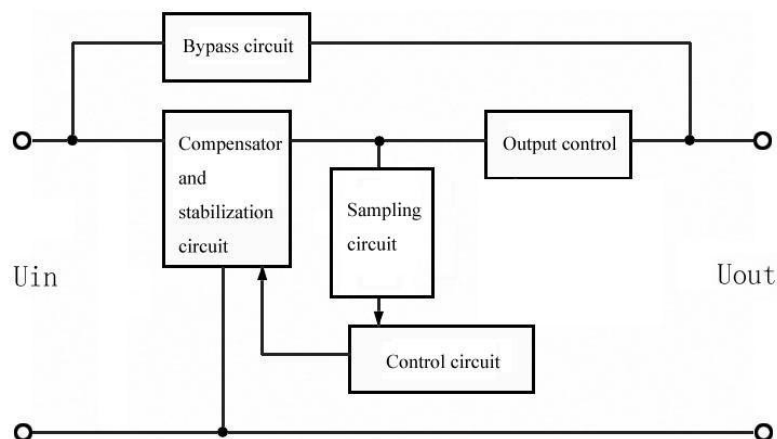 Bypass circuit
Compensator
and
stabilization
circuit
Output control
Sampling
circuit
Uin
Uout
Control circuit